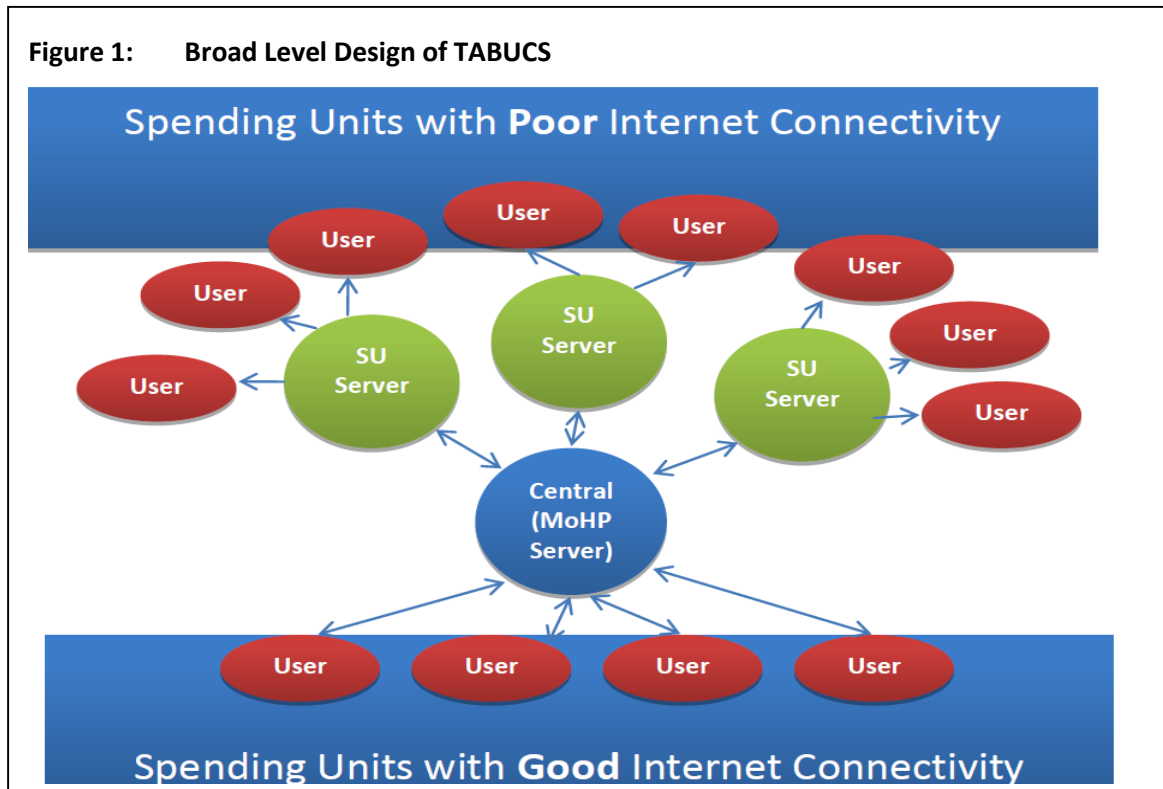 Figure 1: Broad Level Design of TABUCS
Spending Units with Poor Internet Connectivity
User
User
User
User
User
User
User
User
SU
Server
SU
Server
SU
Server
Central
(MoHP
Server)
User
User
User
User
Spending Units with Good Internet Connectivity